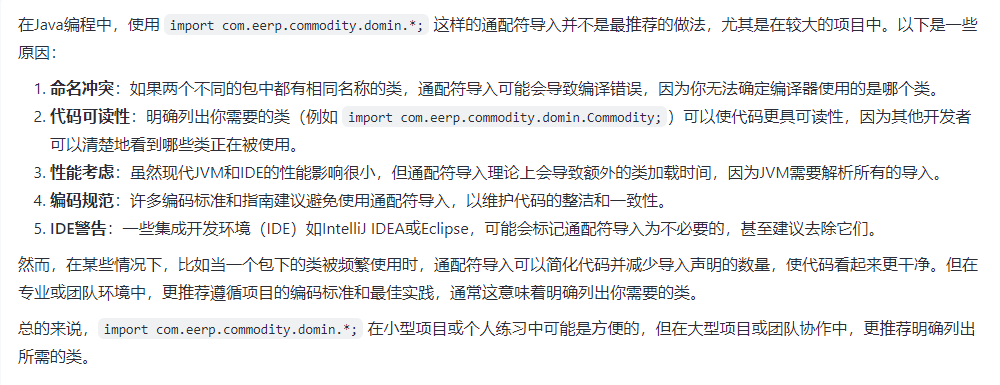 在Java编程中，使用 import com.eerp.commodity.domin.*; 这样的通配符导入并不是最推荐的做法，尤其是在较大的项目中。以下是一些
原因：
1. 命名冲突：如果两个不同的包中都有相同名称的类，通配符导入可能会导致编译错误，因为你无法确定编译器使用的是哪个类。
2. 代码可读性：明确列出你需要的类（例如 import com.eerp.commodity.domin.Commodity; ）可以使代码更具可读性，因为其他开发者
可以清楚地看到哪些类正在被使用。
3. 性能考虑：虽然现代JVM和IDE的性能影响很小，但通配符导入理论上会导致额外的类加载时间，因为JVM需要解析所有的导入。
4. 编码规范：许多编码标准和指南建议避免使用通配符导入，以维护代码的整洁和一致性。
5. IDE警告：一些集成开发环境（IDE）如IntelliJ IDEA或Eclipse，可能会标记通配符导入为不必要的，甚至建议去除它们。
然而，在某些情况下，比如当一个包下的类被频繁使用时，通配符导入可以简化代码并减少导入声明的数量，使代码看起来更干净。但在
专业或团队环境中，更推荐遵循项目的编码标准和最佳实践，通常这意味着明确列出你需要的类。
总的来说， import com.eerp.commodity.domin.*; 在小型项目或个人练习中可能是方便的，但在大型项目或团队协作中，更推荐明确列出
所需的类。